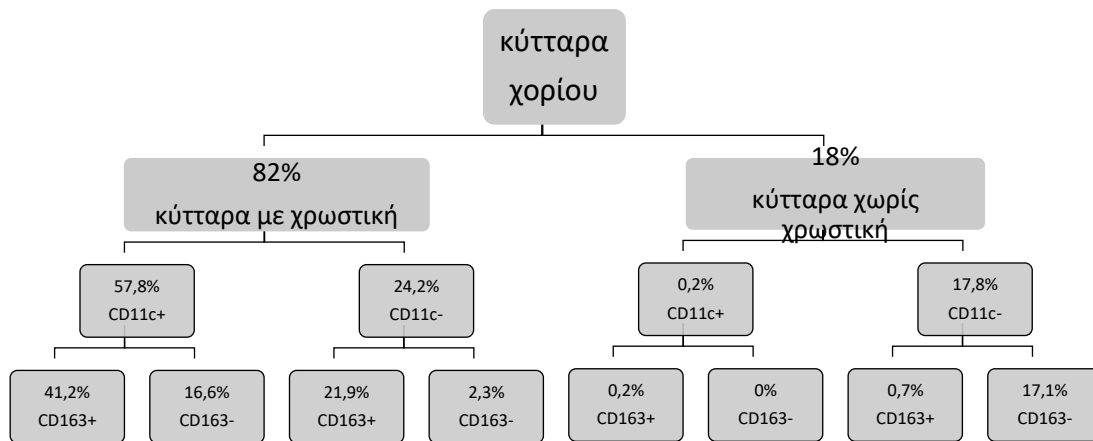 κύτταρα
χορίου
82%
κύτταρα με χρωστική
18%
κύτταρα χωρίς
χρωστική
57,8%
CD11c+
24,2%
CD11c-
0,2%
CD11c+
17,8%
CD11c-
41,2%
CD163+
16,6%
CD163-
21,9%
CD163+
2,3%
CD163-
0,2%
CD163+
0%
CD163-
0,7%
CD163+
17,1%
CD163-